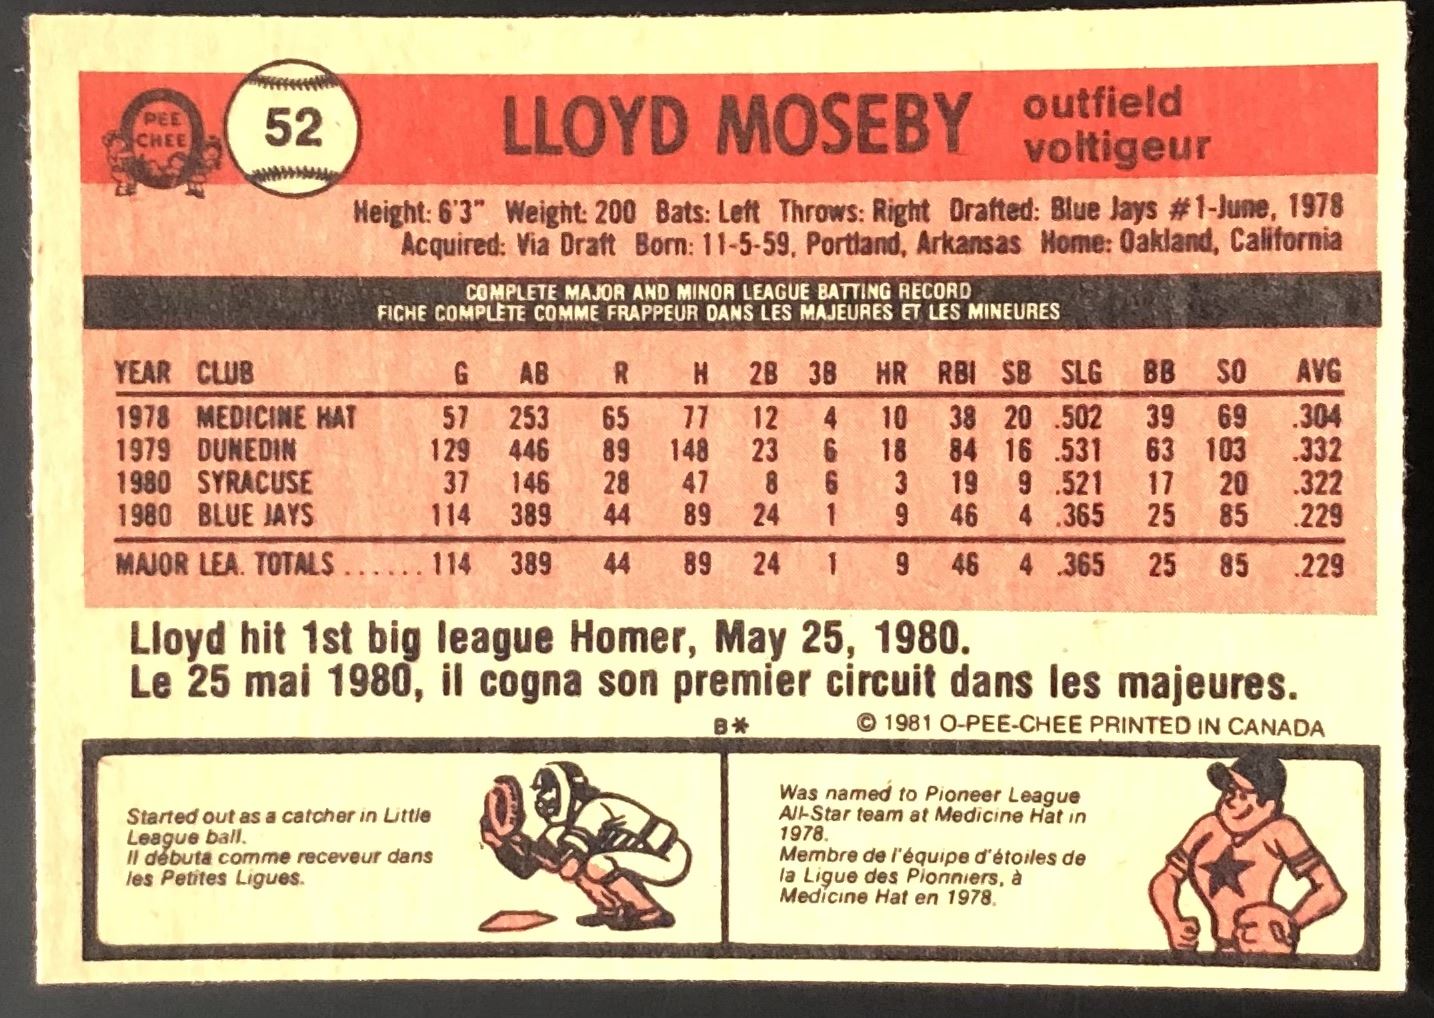 PEE
CHEE
52
LLOYD MOSEBY
outfield
voltigeur
Height: 6'3" Weight: 200 Bats: Left Throws: Right Drafted: Blue Jays #1-June, 1978
Acquired: Via Draft Born: 11-5-59, Portland, Arkansas Home: Oakland, California
COMPLETE MAJOR AND MINOR LEAGUE BATTING RECORD
FICHE COMPLÈTE COMME FRAPPEUR DANS LES MAJEURES ET LES MINEURES
YEAR CLUB G AB R H 2B 3B HR RBI SB SLG BB SO AVG
1978 MEDICINE HAT 57 253 65 77 12 4 10 38 20 .502 39 69 .304
1979 DUNEDIN 129 446 89 148 23 6 18 84 16 .531 63 103 .332
1980 SYRACUSE 37 146 28 47 8 6 3 19 9 .521 17 20 .322
1980 BLUE JAYS 114 389 44 89 24 1 9 46 4 .365 25 85 .229
MAJOR LEA. TOTALS ...... 114 389 44 89 24 1 9 46 4 .365 25 85 .229
Lloyd hit 1st big league Homer, May 25, 1980.
Le 25 mai 1980, il cogna son premier circuit dans les majeures.
B* © 1981 O-PEE-CHEE PRINTED IN CANADA
Started out as a catcher in Little
League ball.
Il débuta comme receveur dans
les Petites Ligues.
Was named to Pioneer League
All-Star team at Medicine Hat in
1978.
Membre de l'équipe d'étoiles de
la Ligue des Pionniers, à
Medicine Hat en 1978.